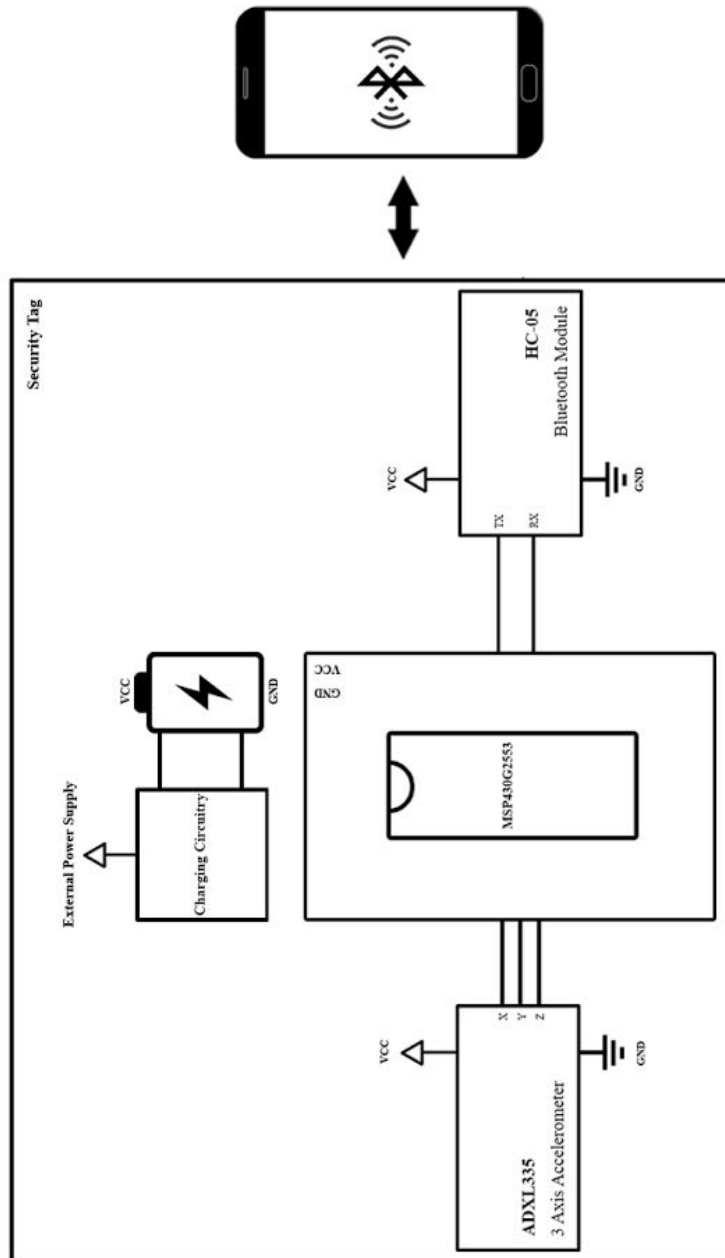 Security Tag
HC-05
Bluetooth Module
VCC
GND
TX
RX
VCC
GND
VCC
GND
MSP430G2553
External Power Supply
Charging Circuitry
X
Y
Z
VCC
GND
ADXL335
3 Axis Accelerometer